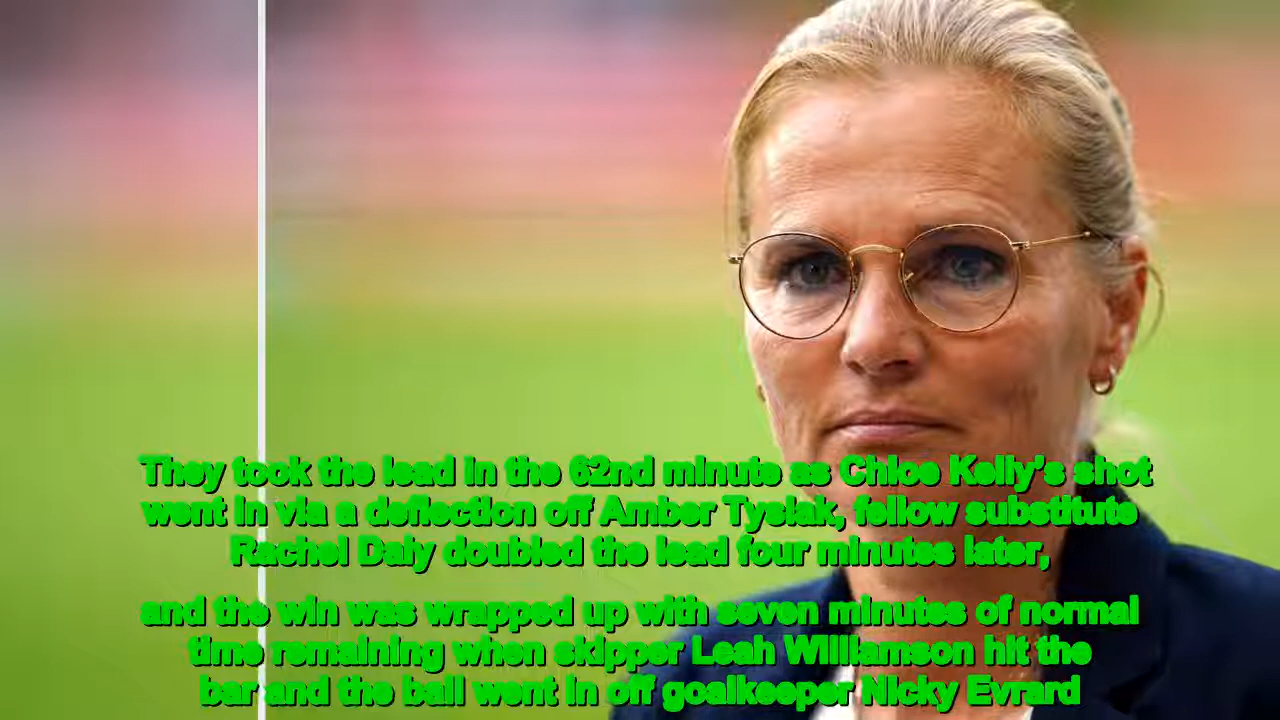 They took the lead in the 62nd minute as Chloe Kelly's shot
went in via a deflection off Amber Tysiak, fellow substitute
Rachel Daly doubled the lead four minutes later,
and the win was wrapped up with seven minutes of normal
time remaining when skipper Leah Williamson hit the
bar and the ball went in off goalkeeper Nicky Evrard